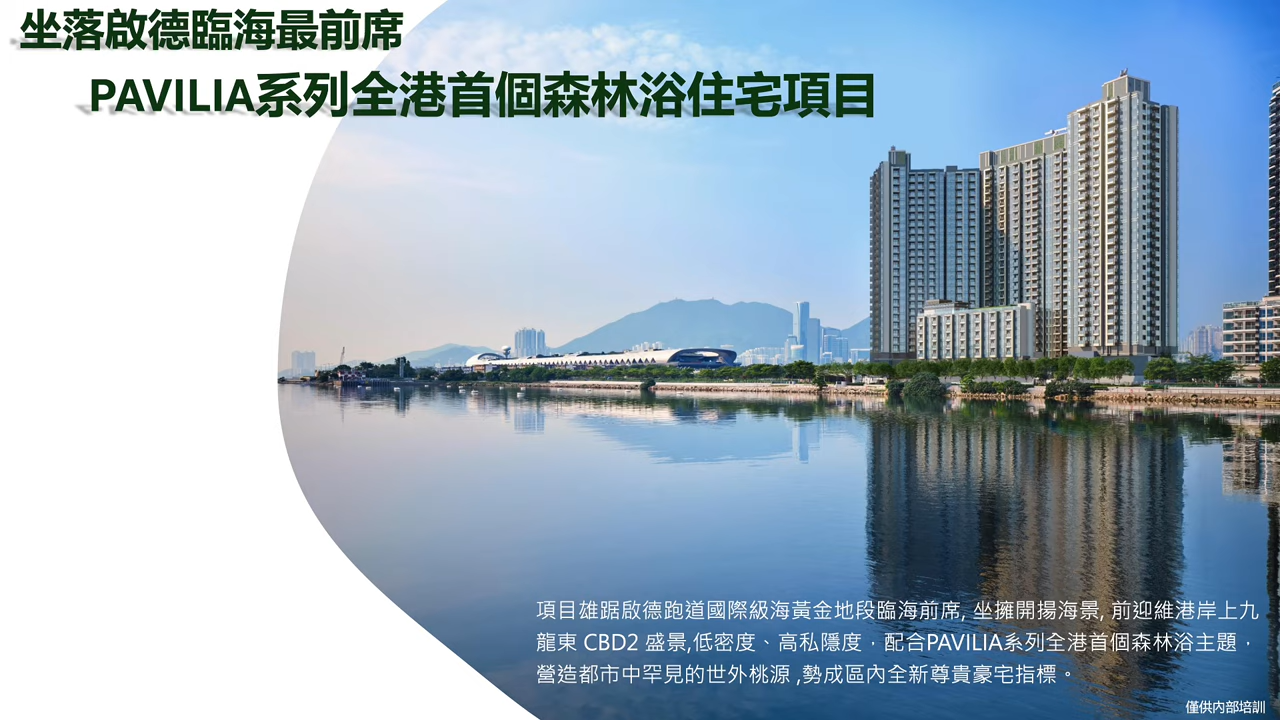 坐落啟德臨海最前席
PAVILIA系列全港首個森林浴住宅項目
項目雄踞啟德跑道國際級海黃金地段臨海前席, 坐擁開揚海景, 前迎維港岸上九
龍東 CBD2 盛景,低密度、高私隱度，配合PAVILIA系列全港首個森林浴主題，
營造都市中罕見的世外桃源 ,勢成區內全新尊貴豪宅指標。
僅供內部培訓